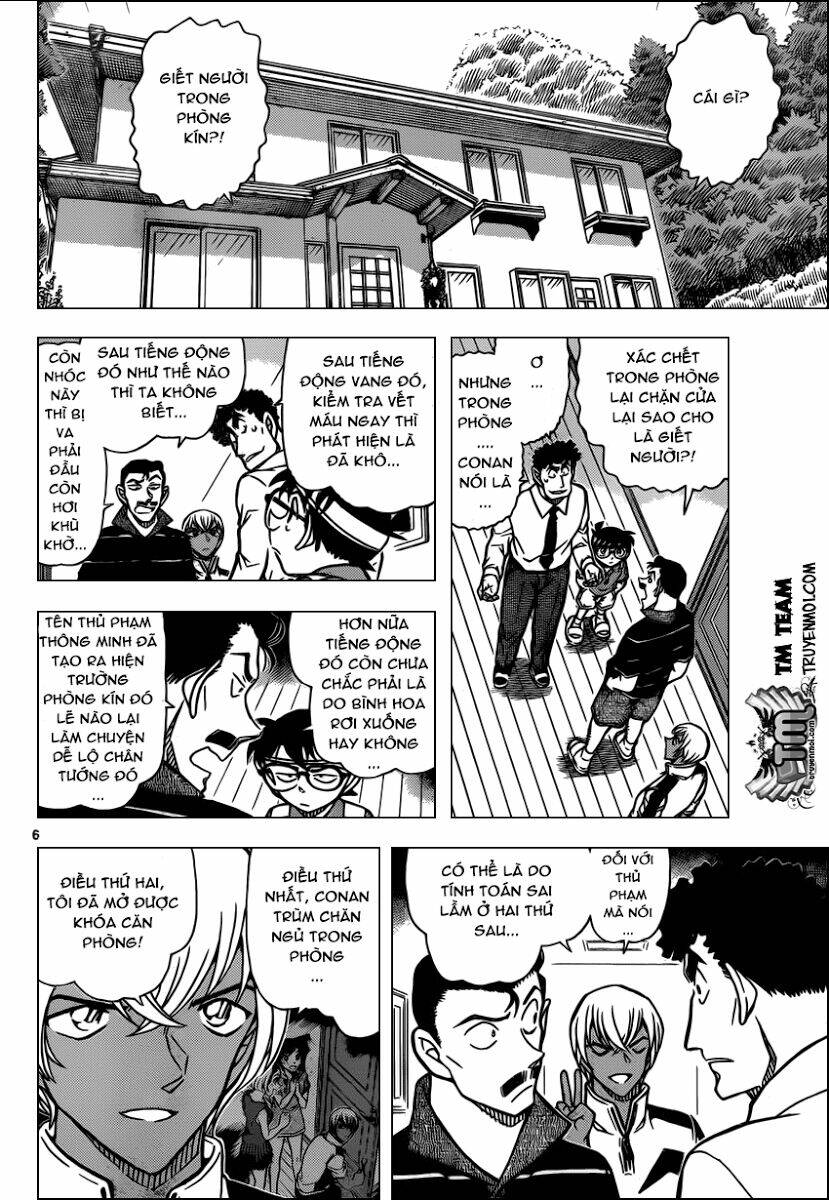 CÁI GÌ?
GIẾT NGƯỜI
TRONG
PHÒNG
KÍN?!
XÁC CHẾT
TRONG PHÒNG
LẠI CHẶN CỬA
LẠI SAO CHO
LÀ GIẾT
NGƯỜI?!
Ơ
...
NHƯNG
TRONG
PHÒNG
....
CONAN
NÓI LÀ
...
SAU TIẾNG
ĐỘNG VANG ĐÓ,
KIỂM TRA VẾT
MÁU NGAY THÌ
PHÁT HIỆN LÀ
ĐÃ KHÔ...
SAU TIẾNG ĐỘNG
ĐÓ NHƯ THẾ NÀO
THÌ TA KHÔNG
BIẾT...
CÒN
NHÓC
NÀY
THÌ BỊ
VA
PHẢI
ĐẦU
CÒN
HƠI
KHÙ
KHỜ...
HƠN NỮA
TIẾNG ĐỘNG
ĐÓ CÒN CHƯA
CHẮC PHẢI LÀ
DO BÌNH HOA
RƠI XUỐNG
HAY KHÔNG
...
TÊN THỦ PHẠM
THÔNG MINH ĐÃ
TẠO RA HIỆN
TRƯỜNG
PHÒNG KÍN ĐÓ
LẼ NÀO LẠI
LÀM CHUYỆN
DỄ LỘ CHÂN
TƯỚNG ĐÓ
...
TM TEAM
TRUYENMOI.COM
TM
Truyenmoi.com
6
ĐỐI VỚI
THỦ
PHẠM
MÀ NÓI
...
CÓ THỂ LÀ DO
TÍNH TOÁN SAI
LẦM Ở HAI THỨ
SAU...
ĐIỀU THỨ
NHẤT, CONAN
TRÙM CHĂN
NGỦ TRONG
PHÒNG
...
ĐIỀU THỨ HAI,
TÔI ĐÃ MỞ ĐƯỢC
KHÓA CĂN
PHÒNG!